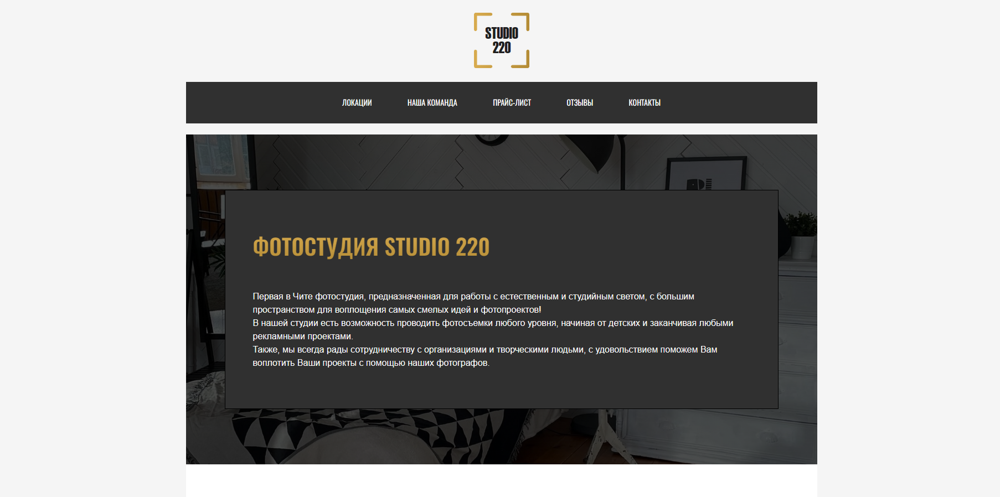 STUDIO
220
ЛОКАЦИИ НАША КОМАНДА ПРАЙС-ЛИСТ ОТЗЫВЫ КОНТАКТЫ
ФОТОСТУДИЯ STUDIO 220
Первая в Чите фотостудия, предназначенная для работы с естественным и студийным светом, с большим
пространством для воплощения самых смелых идей и фотопроектов!
В нашей студии есть возможность проводить фотосъемки любого уровня, начиная от детских и заканчивая любыми
рекламными проектами.
Также, мы всегда рады сотрудничеству с организациями и творческими людьми, с удовольствием поможем Вам
воплотить Ваши проекты с помощью наших фотографов.